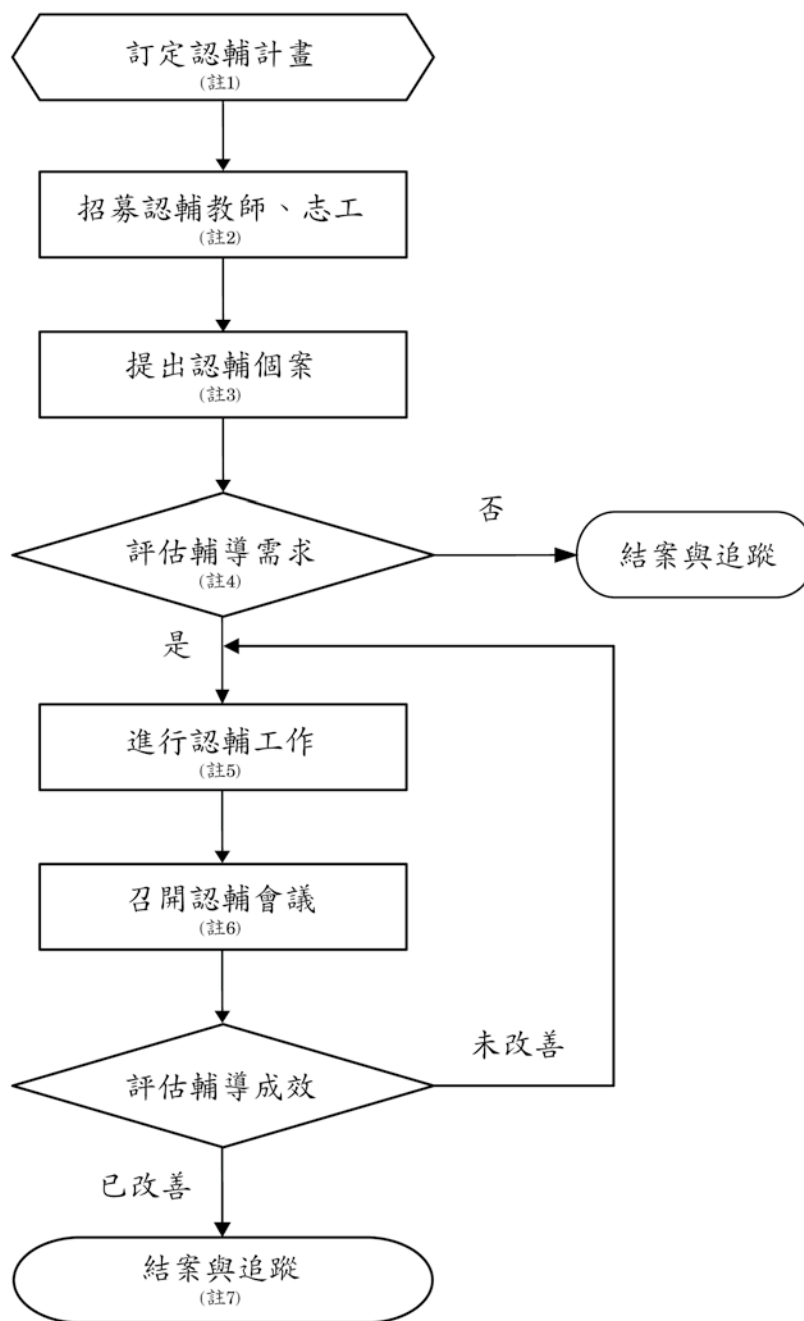 訂定認輔計畫
(註1)
招募認輔教師、志工
(註2)
提出認輔個案
(註3)
評估輔導需求
(註4)
否
結案與追蹤
是
進行認輔工作
(註5)
召開認輔會議
(註6)
評估輔導成效
未改善
已改善
結案與追蹤
(註7)